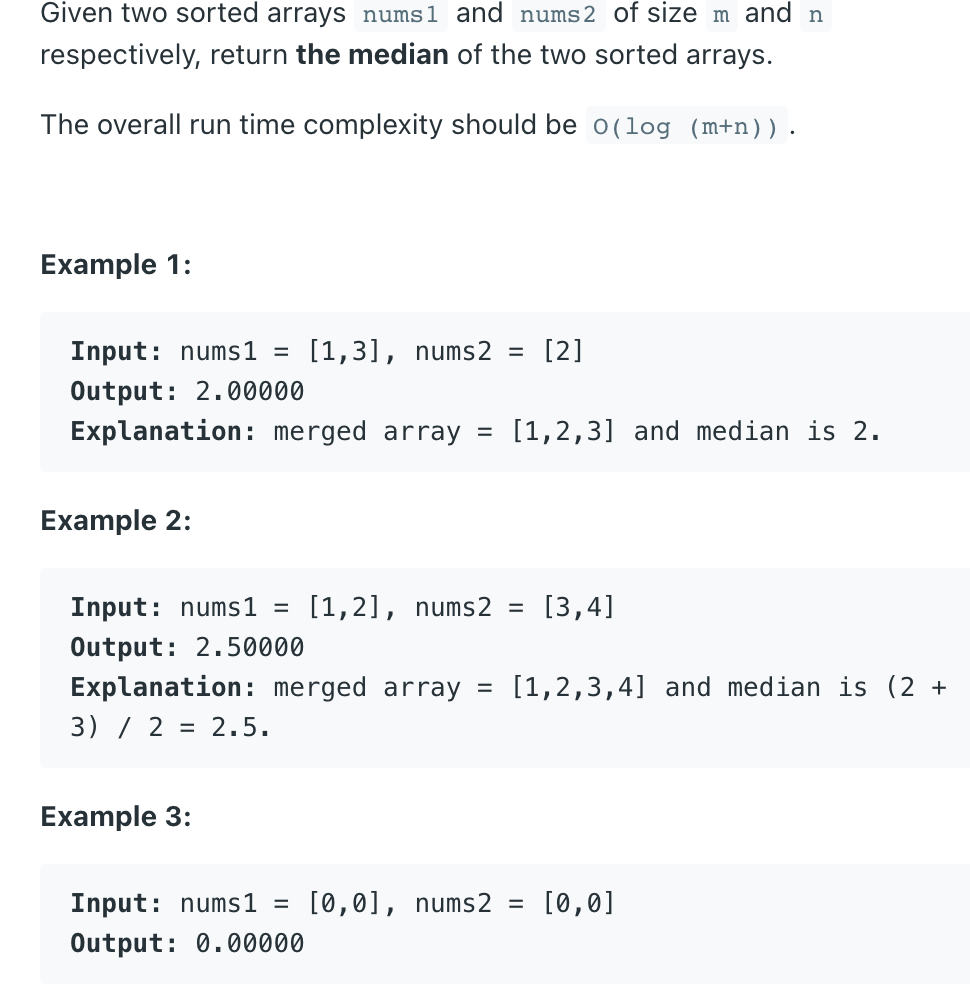 Given two sorted arrays nums1 and nums2 of size m and n
respectively, return the median of the two sorted arrays.
The overall run time complexity should be O(log (m+n)).
Example 1:
Input: nums1 = [1,3], nums2 = [2]
Output: 2.00000
Explanation: merged array = [1,2,3] and median is 2.
Example 2:
Input: nums1 = [1,2], nums2 = [3,4]
Output: 2.50000
Explanation: merged array = [1,2,3,4] and median is (2 +
3) / 2 = 2.5.
Example 3:
Input: nums1 = [0,0], nums2 = [0,0]
Output: 0.00000